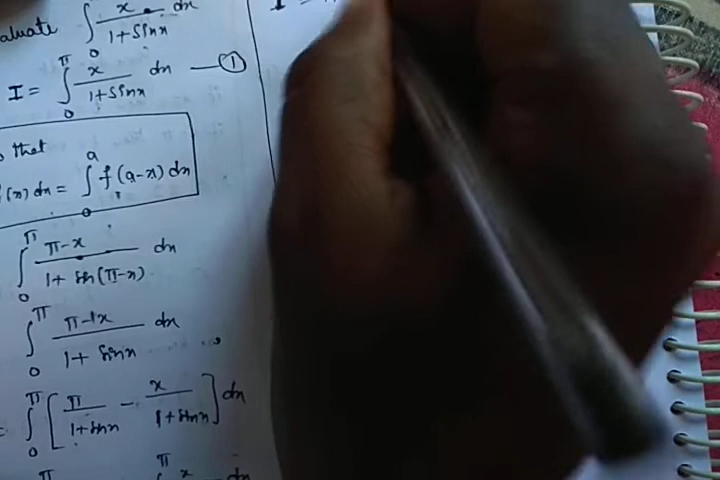 aluate ∫₀^π x/(1+sinx) dx
I = ∫₀^π x/(1+sinx) dx —①
that
(x) dx = ∫₀^a f(a-x) dx
∫₀^π (π-x)/(1+sin(π-x)) dx
∫₀^π (π-x)/(1+sinx) dx
= ∫₀^π [π/(1+sinx) - x/(1+sinx)] dx
π π x dx